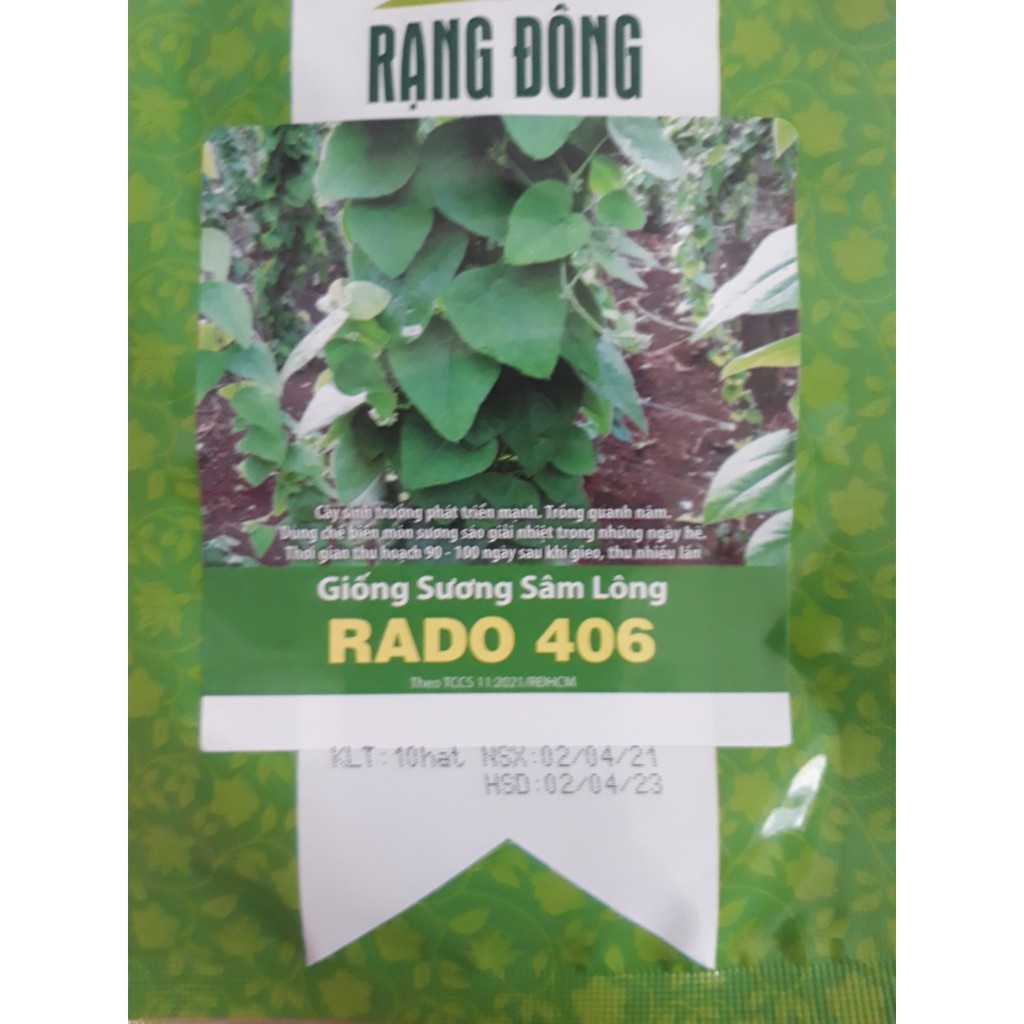 RẠNG ĐÔNG
Cây sinh trưởng phát triển mạnh. Trồng quanh năm.
Dùng chế biến món sương sáo giải nhiệt trong những ngày hè.
Thời gian thu hoạch 90 - 100 ngày sau khi gieo, thu nhiều lần
Giống Sương Sâm Lông
RADO 406
Theo TCCS 11:2021/RĐHCM
KLT:10hat NSX:02/04/21
HSD:02/04/23